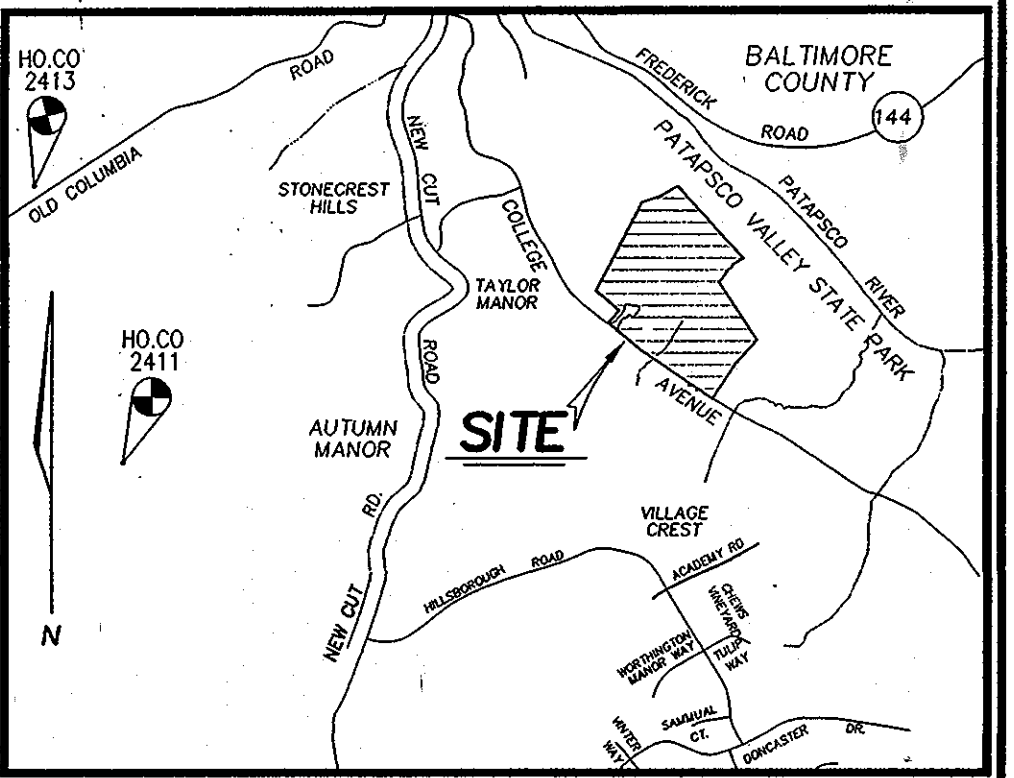 HO.CO
2413
ROAD
OLD COLUMBIA
NEW CUT
STONECREST
HILLS
COLLEGE
FREDERICK
ROAD
BALTIMORE
COUNTY
144
PATAPSCO VALLEY STATE PARK
PATAPSCO
RIVER
TAYLOR
MANOR
HO.CO
2411
ROAD
AVENUE
SITE
AUTUMN
MANOR
RD.
NEW CUT
N
VILLAGE
CREST
HILLSBOROUGH ROAD
ACADEMY RD
CHEWS
VINEYARD
WORTHINGTON
MANOR WAY
TULIP
WAY
SAMMUAL
CT.
VINTER
WAY
DONCASTER DR.